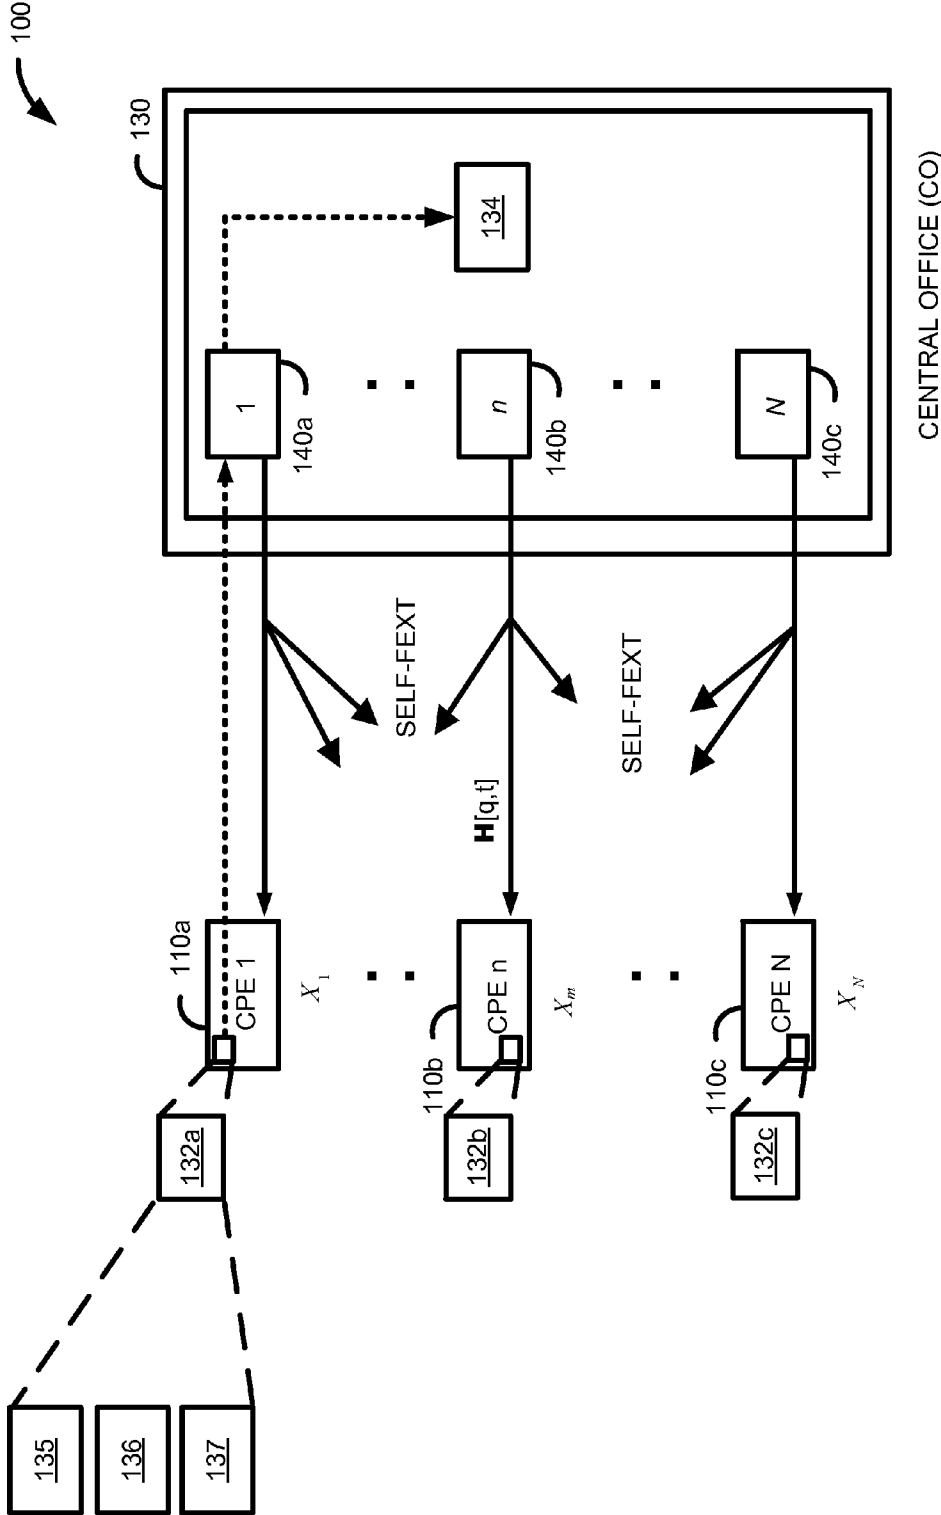 100
130
134
1
140a
n
140b
N
140c
CENTRAL OFFICE (CO)
SELF-FEXT
SELF-FEXT
H[q,t]
110a
CPE 1
X1
110b
CPE n
Xm
110c
CPE N
XN
132a
132b
132c
135
136
137